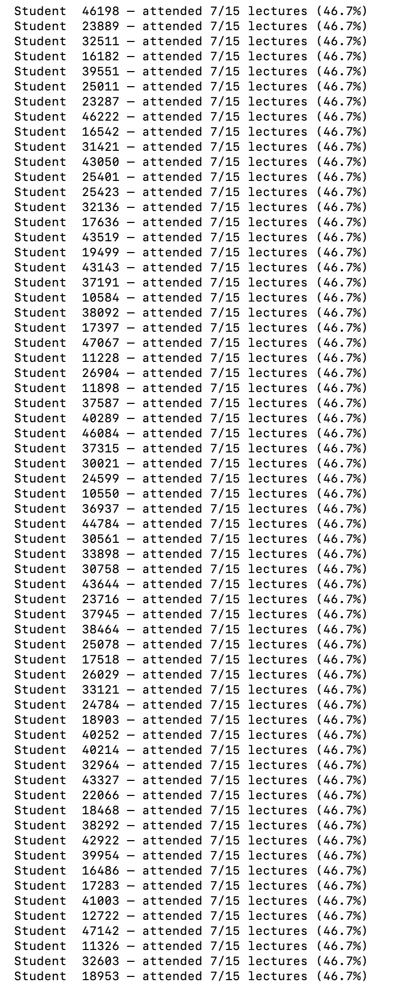 Student  46198 — attended 7/15 lectures (46.7%)
Student  23889 — attended 7/15 lectures (46.7%)
Student  32511 — attended 7/15 lectures (46.7%)
Student  16182 — attended 7/15 lectures (46.7%)
Student  39551 — attended 7/15 lectures (46.7%)
Student  25011 — attended 7/15 lectures (46.7%)
Student  23287 — attended 7/15 lectures (46.7%)
Student  46222 — attended 7/15 lectures (46.7%)
Student  16542 — attended 7/15 lectures (46.7%)
Student  31421 — attended 7/15 lectures (46.7%)
Student  43050 — attended 7/15 lectures (46.7%)
Student  25401 — attended 7/15 lectures (46.7%)
Student  25423 — attended 7/15 lectures (46.7%)
Student  32136 — attended 7/15 lectures (46.7%)
Student  17636 — attended 7/15 lectures (46.7%)
Student  43519 — attended 7/15 lectures (46.7%)
Student  19499 — attended 7/15 lectures (46.7%)
Student  43143 — attended 7/15 lectures (46.7%)
Student  37191 — attended 7/15 lectures (46.7%)
Student  10584 — attended 7/15 lectures (46.7%)
Student  38092 — attended 7/15 lectures (46.7%)
Student  17397 — attended 7/15 lectures (46.7%)
Student  47067 — attended 7/15 lectures (46.7%)
Student  11228 — attended 7/15 lectures (46.7%)
Student  26904 — attended 7/15 lectures (46.7%)
Student  11898 — attended 7/15 lectures (46.7%)
Student  37587 — attended 7/15 lectures (46.7%)
Student  40289 — attended 7/15 lectures (46.7%)
Student  46084 — attended 7/15 lectures (46.7%)
Student  37315 — attended 7/15 lectures (46.7%)
Student  30021 — attended 7/15 lectures (46.7%)
Student  24599 — attended 7/15 lectures (46.7%)
Student  10550 — attended 7/15 lectures (46.7%)
Student  36937 — attended 7/15 lectures (46.7%)
Student  44784 — attended 7/15 lectures (46.7%)
Student  30561 — attended 7/15 lectures (46.7%)
Student  33898 — attended 7/15 lectures (46.7%)
Student  30758 — attended 7/15 lectures (46.7%)
Student  43644 — attended 7/15 lectures (46.7%)
Student  23716 — attended 7/15 lectures (46.7%)
Student  37945 — attended 7/15 lectures (46.7%)
Student  38464 — attended 7/15 lectures (46.7%)
Student  25078 — attended 7/15 lectures (46.7%)
Student  17518 — attended 7/15 lectures (46.7%)
Student  26029 — attended 7/15 lectures (46.7%)
Student  33121 — attended 7/15 lectures (46.7%)
Student  24784 — attended 7/15 lectures (46.7%)
Student  18903 — attended 7/15 lectures (46.7%)
Student  40252 — attended 7/15 lectures (46.7%)
Student  40214 — attended 7/15 lectures (46.7%)
Student  32964 — attended 7/15 lectures (46.7%)
Student  43327 — attended 7/15 lectures (46.7%)
Student  22066 — attended 7/15 lectures (46.7%)
Student  18468 — attended 7/15 lectures (46.7%)
Student  38292 — attended 7/15 lectures (46.7%)
Student  42922 — attended 7/15 lectures (46.7%)
Student  39954 — attended 7/15 lectures (46.7%)
Student  16486 — attended 7/15 lectures (46.7%)
Student  17283 — attended 7/15 lectures (46.7%)
Student  41003 — attended 7/15 lectures (46.7%)
Student  12722 — attended 7/15 lectures (46.7%)
Student  47142 — attended 7/15 lectures (46.7%)
Student  11326 — attended 7/15 lectures (46.7%)
Student  32603 — attended 7/15 lectures (46.7%)
Student  18953 — attended 7/15 lectures (46.7%)